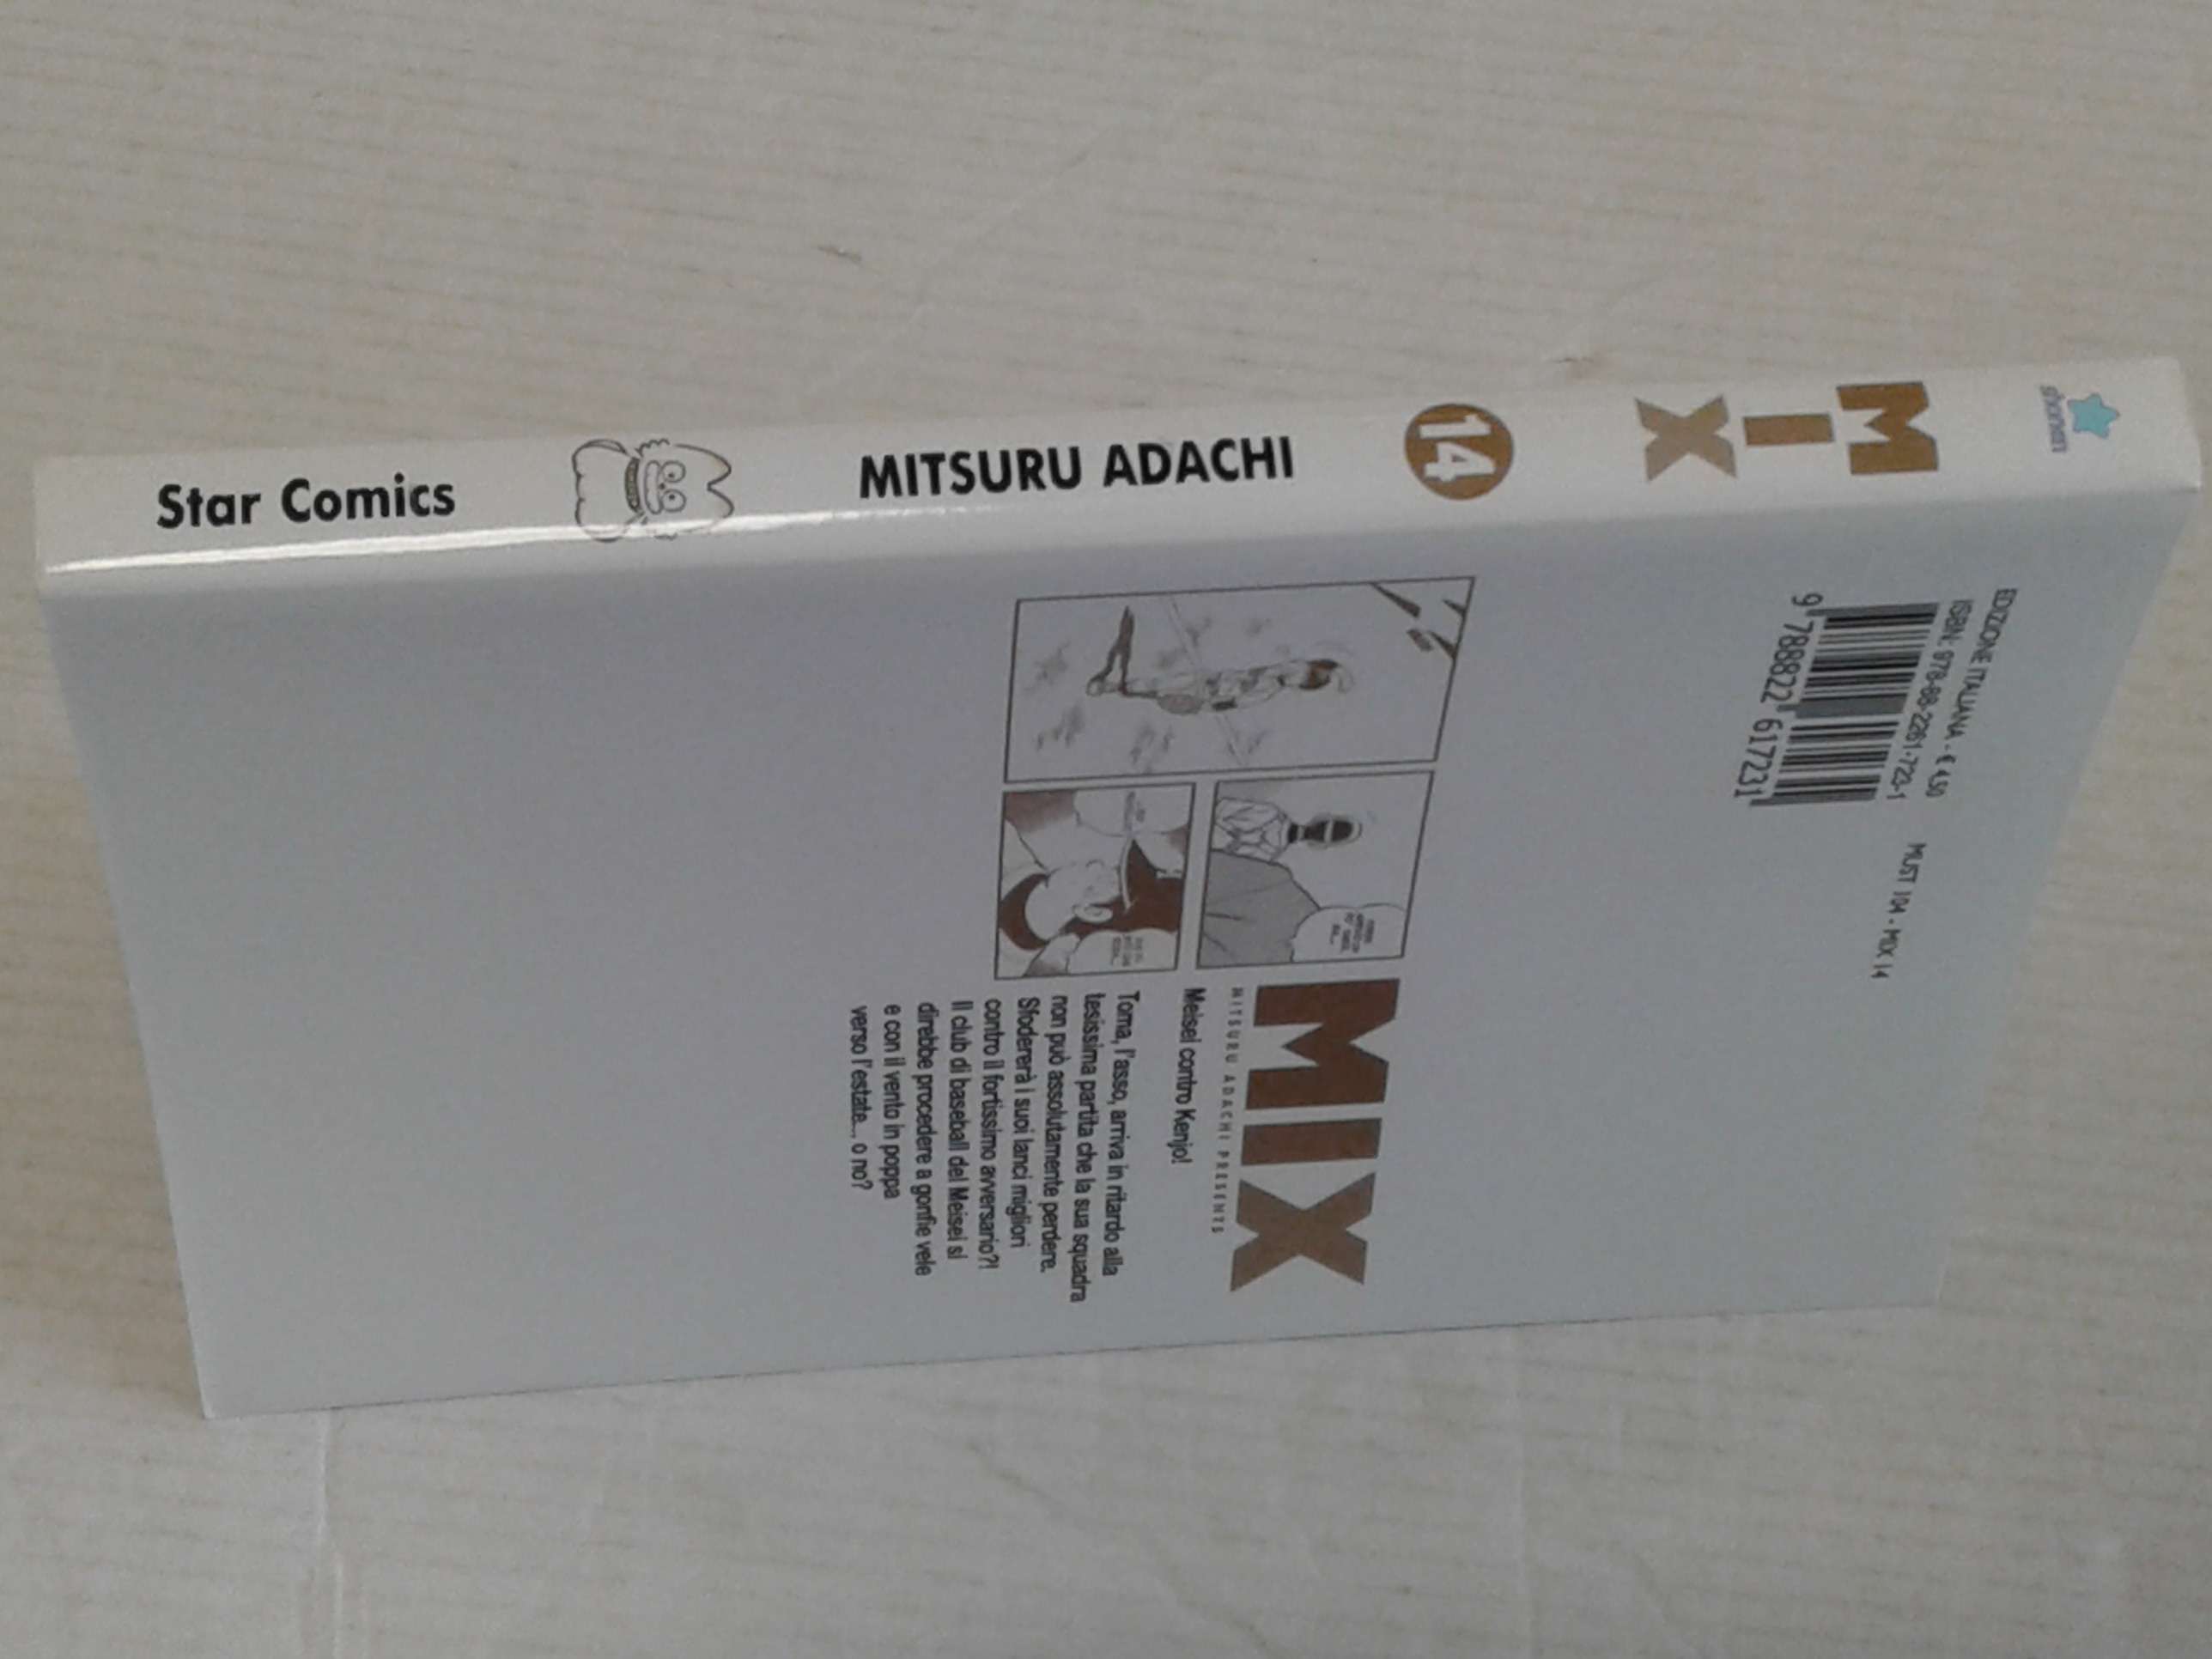 shonen
M
I
X
14
MITSURU ADACHI
Star Comics
EDIZIONE ITALIANA - € 4,50
ISBN: 978-88-2261-723-1
9 788822 617231
MUST 104 - MIX 14
MIX
MITSURU ADACHI PRESENTS
Meisei contro Kenjo!
Toma, l'asso, arriva in ritardo alla
tesissima partita che la sua squadra
non può assolutamente perdere.
Sfodererà i suoi lanci migliori
contro il fortissimo avversario?!
Il club di baseball del Meisei si
direbbe procedere a gonfie vele
e con il vento in poppa
verso l'estate... o no?